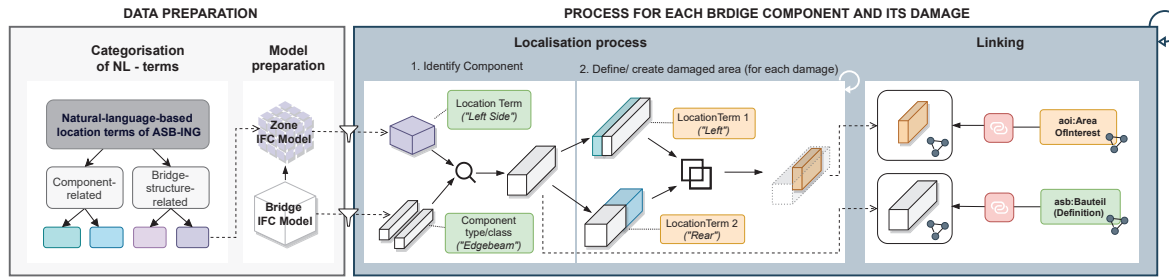 DATA PREPARATION
PROCESS FOR EACH BRDIGE COMPONENT AND ITS DAMAGE
Categorisation
of NL - terms
Model
preparation
Localisation process
Linking
1. Identify Component
2. Define/ create damaged area (for each damage)
Natural-language-based
location terms of ASB-ING
Component-
related
Bridge-
structure-
related
Zone
IFC Model
Bridge
IFC Model
Location Term
("Left Side")
Component
type/class
("Edgebeam")
LocationTerm 1
("Left")
LocationTerm 2
("Rear")
aoi:Area
OfInterest
asb:Bauteil
(Definition)